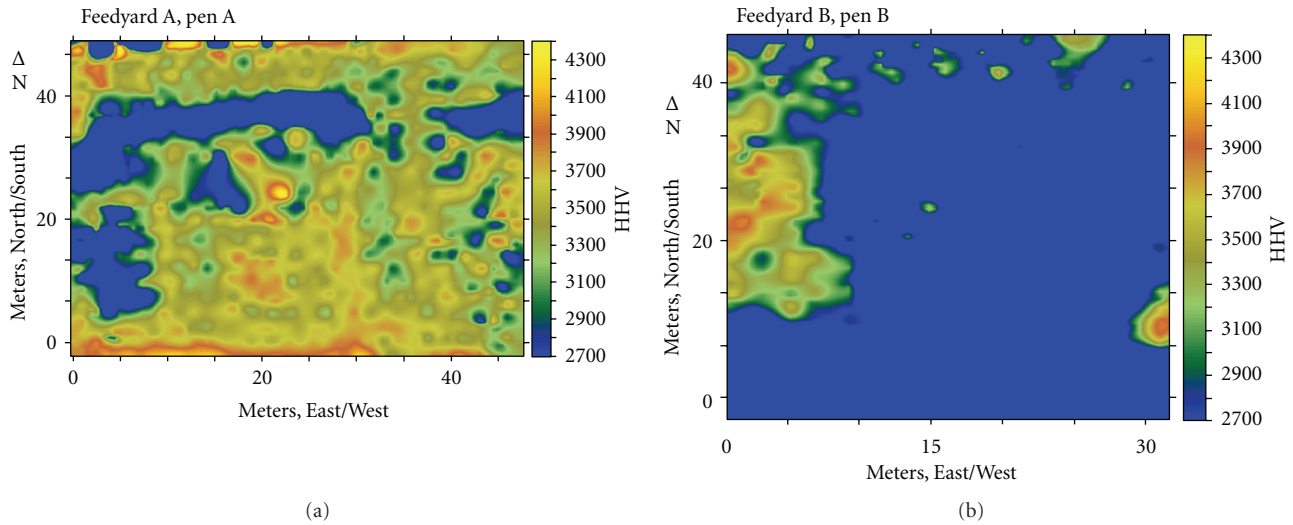 Feedyard A, pen A
Δ
N
Meters, North/South
40
20
0
0
20
40
Meters, East/West
4300
4100
3900
3700
3500
3300
3100
2900
2700
HHV
(a)
Feedyard B, pen B
Δ
N
Meters, North/South
40
20
0
0
15
30
Meters, East/West
4300
4100
3900
3700
3500
3300
3100
2900
2700
HHV
(b)